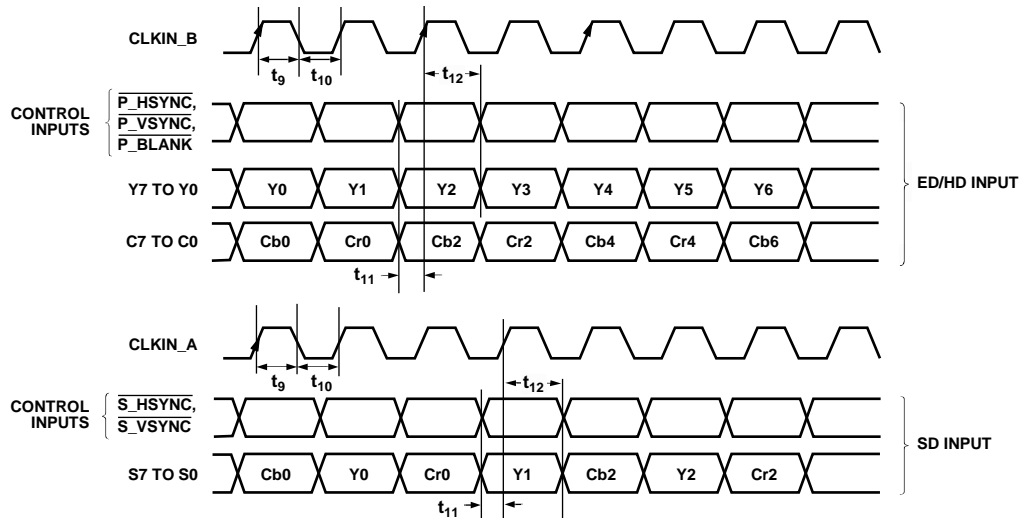 CLKIN_B
t9
t10
t12
CONTROL
INPUTS
P_HSYNC,
P_VSYNC,
P_BLANK
Y7 TO Y0
Y0 Y1 Y2 Y3 Y4 Y5 Y6
ED/HD INPUT
C7 TO C0
Cb0 Cr0 Cb2 Cr2 Cb4 Cr4 Cb6
t11
CLKIN_A
t9
t10
t12
CONTROL
INPUTS
S_HSYNC,
S_VSYNC
SD INPUT
S7 TO S0
Cb0 Y0 Cr0 Y1 Cb2 Y2 Cr2
t11